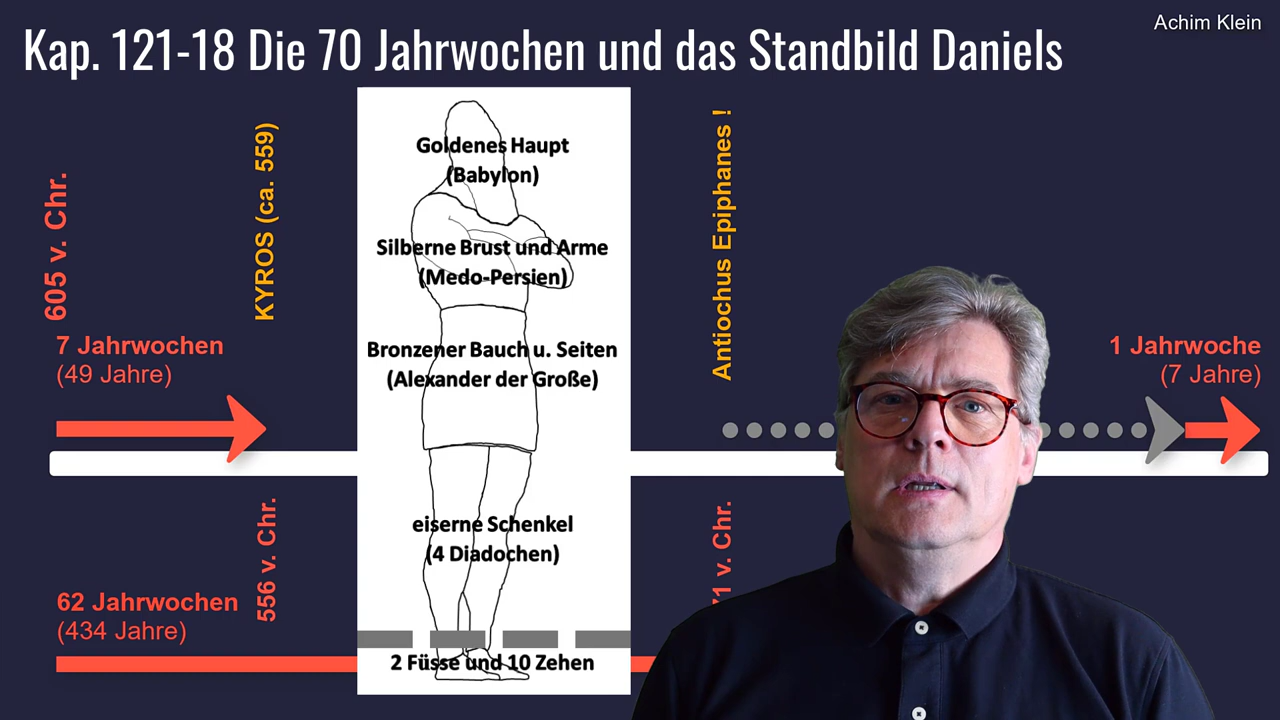 Achim Klein
Kap. 121-18 Die 70 Jahrwochen und das Standbild Daniels
605 v. Chr.
KYROS (ca. 559)
Goldenes Haupt
(Babylon)
Silberne Brust und Arme
(Medo-Persien)
Bronzener Bauch u. Seiten
(Alexander der Große)
eiserne Schenkel
(4 Diadochen)
2 Füsse und 10 Zehen
Antiochus Epiphanes !
7 Jahrwochen
(49 Jahre)
1 Jahrwoche
(7 Jahre)
556 v. Chr.
v. Chr.
62 Jahrwochen
(434 Jahre)